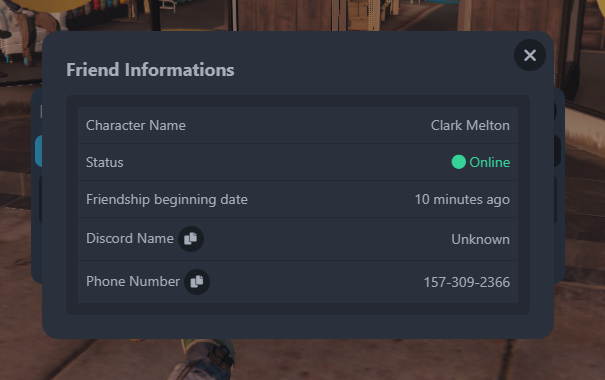 Friend Informations
Character Name Clark Melton
Status Online
Friendship beginning date 10 minutes ago
Discord Name Unknown
Phone Number 157-309-2366